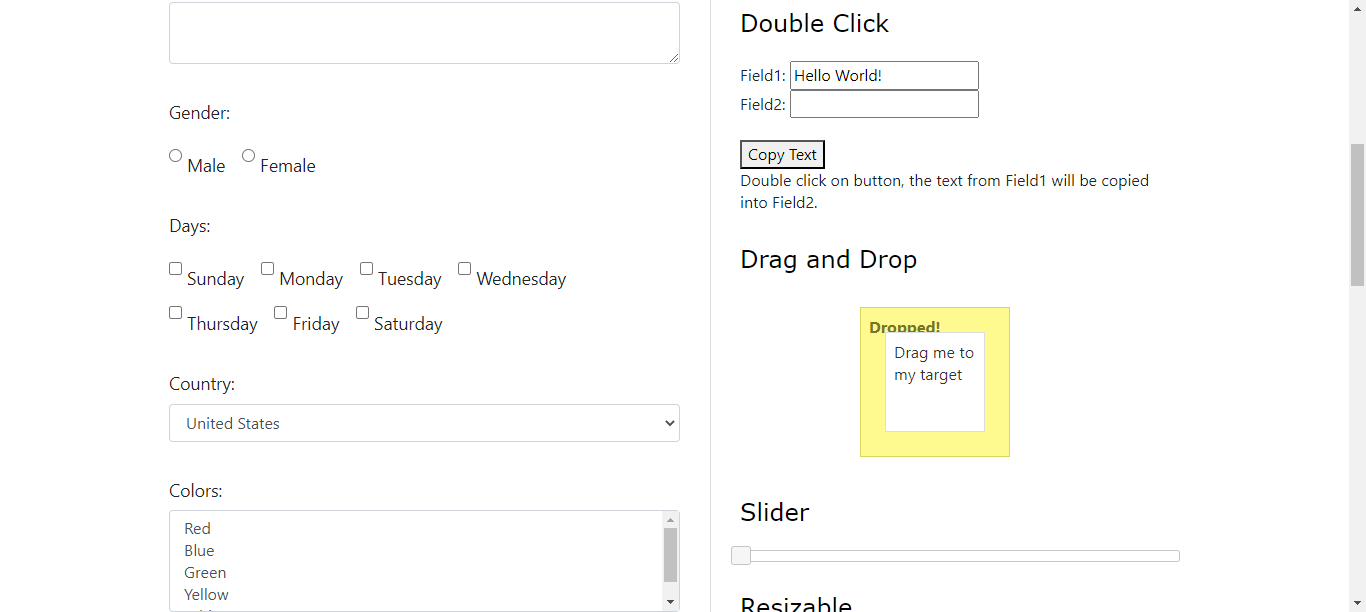 Gender:
Male Female
Days:
Sunday Monday Tuesday Wednesday
Thursday Friday Saturday
Country:
United States
Colors:
Red
Blue
Green
Yellow
Double Click
Field1: Hello World!
Field2:
Copy Text
Double click on button, the text from Field1 will be copied
into Field2.
Drag and Drop
Dropped!
Drag me to
my target
Slider
Resizable